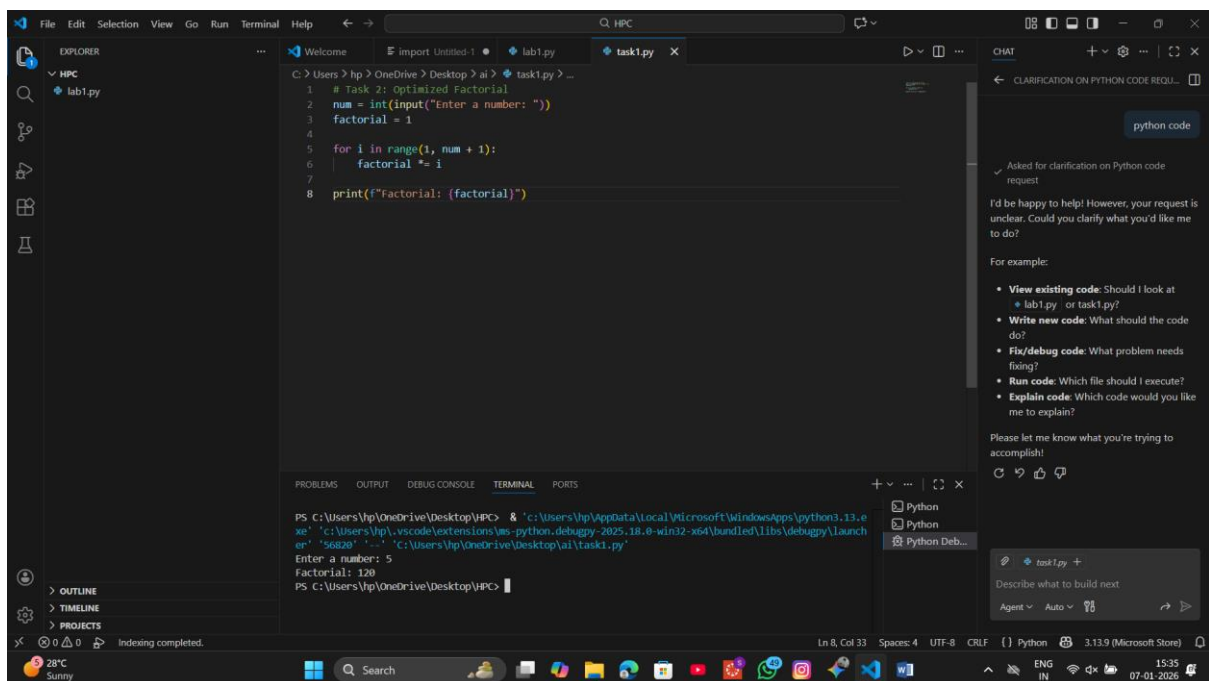 File Edit Selection View Go Run Terminal Help
HPC
EXPLORER
HPC
lab1.py
OUTLINE
TIMELINE
PROJECTS
Welcome import Untitled-1 lab1.py task1.py
C: > Users > hp > OneDrive > Desktop > ai > task1.py > ...
1 # Task 2: Optimized Factorial
2 num = int(input("Enter a number: "))
3 factorial = 1
4
5 for i in range(1, num + 1):
6 factorial *= i
7
8 print(f"Factorial: {factorial}")
PROBLEMS OUTPUT DEBUG CONSOLE TERMINAL PORTS
PS C:\Users\hp\OneDrive\Desktop\HPC> & 'c:\Users\hp\AppData\Local\Microsoft\WindowsApps\python3.13.e
xe' 'c:\Users\hp\.vscode\extensions\ms-python.debugpy-2025.18.0-win32-x64\bundled\libs\debugpy\launch
er' '56820' '--' 'C:\Users\hp\OneDrive\Desktop\ai\task1.py'
Enter a number: 5
Factorial: 120
PS C:\Users\hp\OneDrive\Desktop\HPC>
Python
Python
Python Deb...
CHAT
CLARIFICATION ON PYTHON CODE REQU...
python code
Asked for clarification on Python code
request
I'd be happy to help! However, your request is
unclear. Could you clarify what you'd like me
to do?
For example:
• View existing code: Should I look at
lab1.py or task1.py?
• Write new code: What should the code
do?
• Fix/debug code: What problem needs
fixing?
• Run code: Which file should I execute?
• Explain code: Which code would you like
me to explain?
Please let me know what you're trying to
accomplish!
task1.py
Describe what to build next
Agent Auto
0 0 Indexing completed.
Ln 8, Col 33 Spaces: 4 UTF-8 CRLF {} Python 3.13.9 (Microsoft Store)
5 28°C
Sunny
Search
49
ENG
IN
15:35
07-01-2026